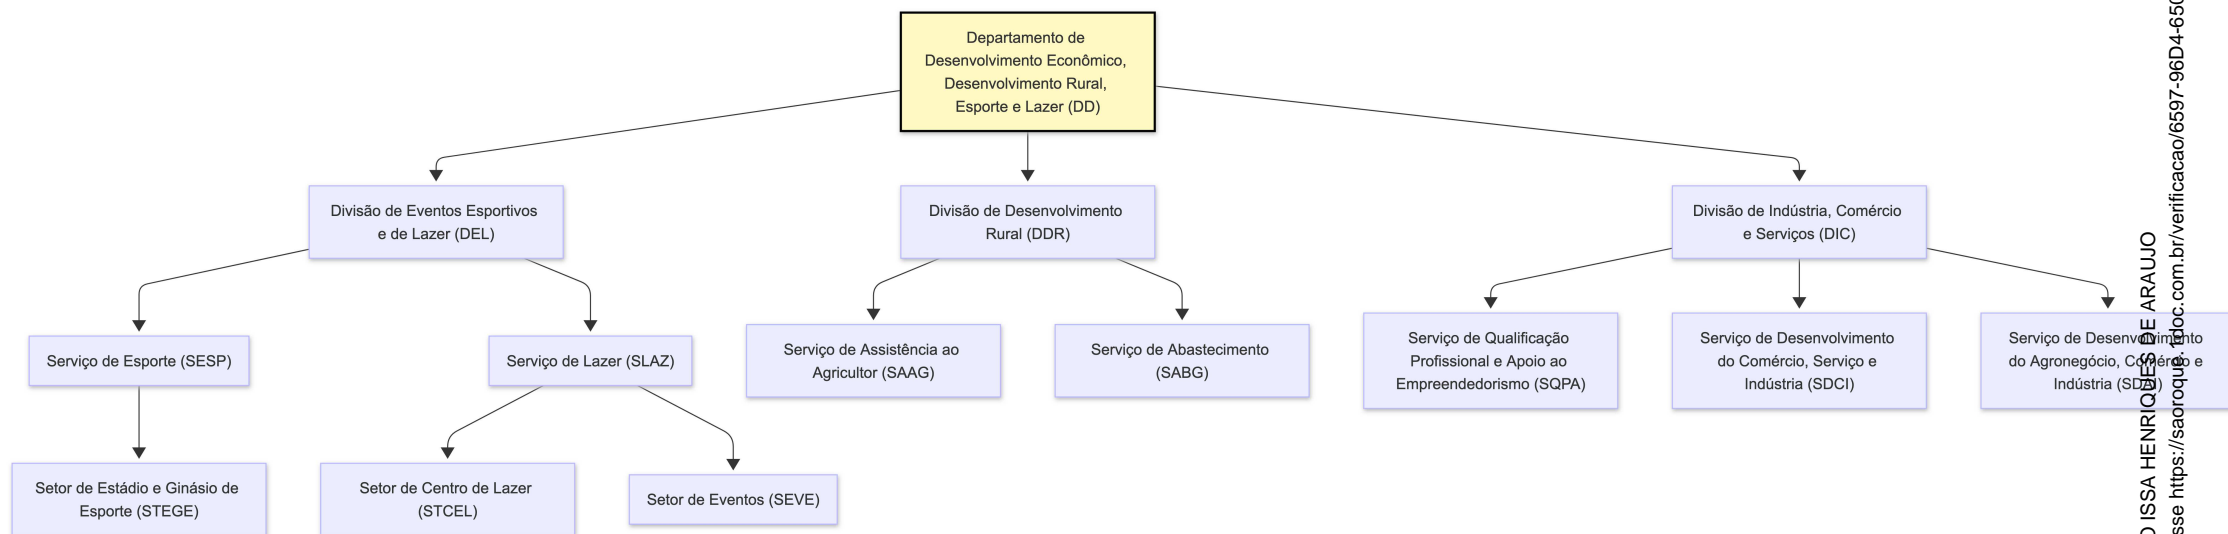 Departamento de
Desenvolvimento Econômico,
Desenvolvimento Rural,
Esporte e Lazer (DD)
Divisão de Eventos Esportivos
e de Lazer (DEL)
Divisão de Desenvolvimento
Rural (DDR)
Divisão de Indústria, Comércio
e Serviços (DIC)
Serviço de Esporte (SESP)
Serviço de Lazer (SLAZ)
Serviço de Assistência ao
Agricultor (SAAG)
Serviço de Abastecimento
(SABG)
Serviço de Qualificação
Profissional e Apoio ao
Empreendedorismo (SQPA)
Serviço de Desenvolvimento
do Comércio, Serviço e
Indústria (SDCI)
Serviço de Desenvolvimento
do Agronegócio, Comércio e
Indústria (SDAI)
Setor de Estádio e Ginásio de
Esporte (STEGE)
Setor de Centro de Lazer
(STCEL)
Setor de Eventos (SEVE)
ISSA HENRIQUES DE ARAUJO
sse https://saoroque.1doc.com.br/verificacao/6597-96D4-650